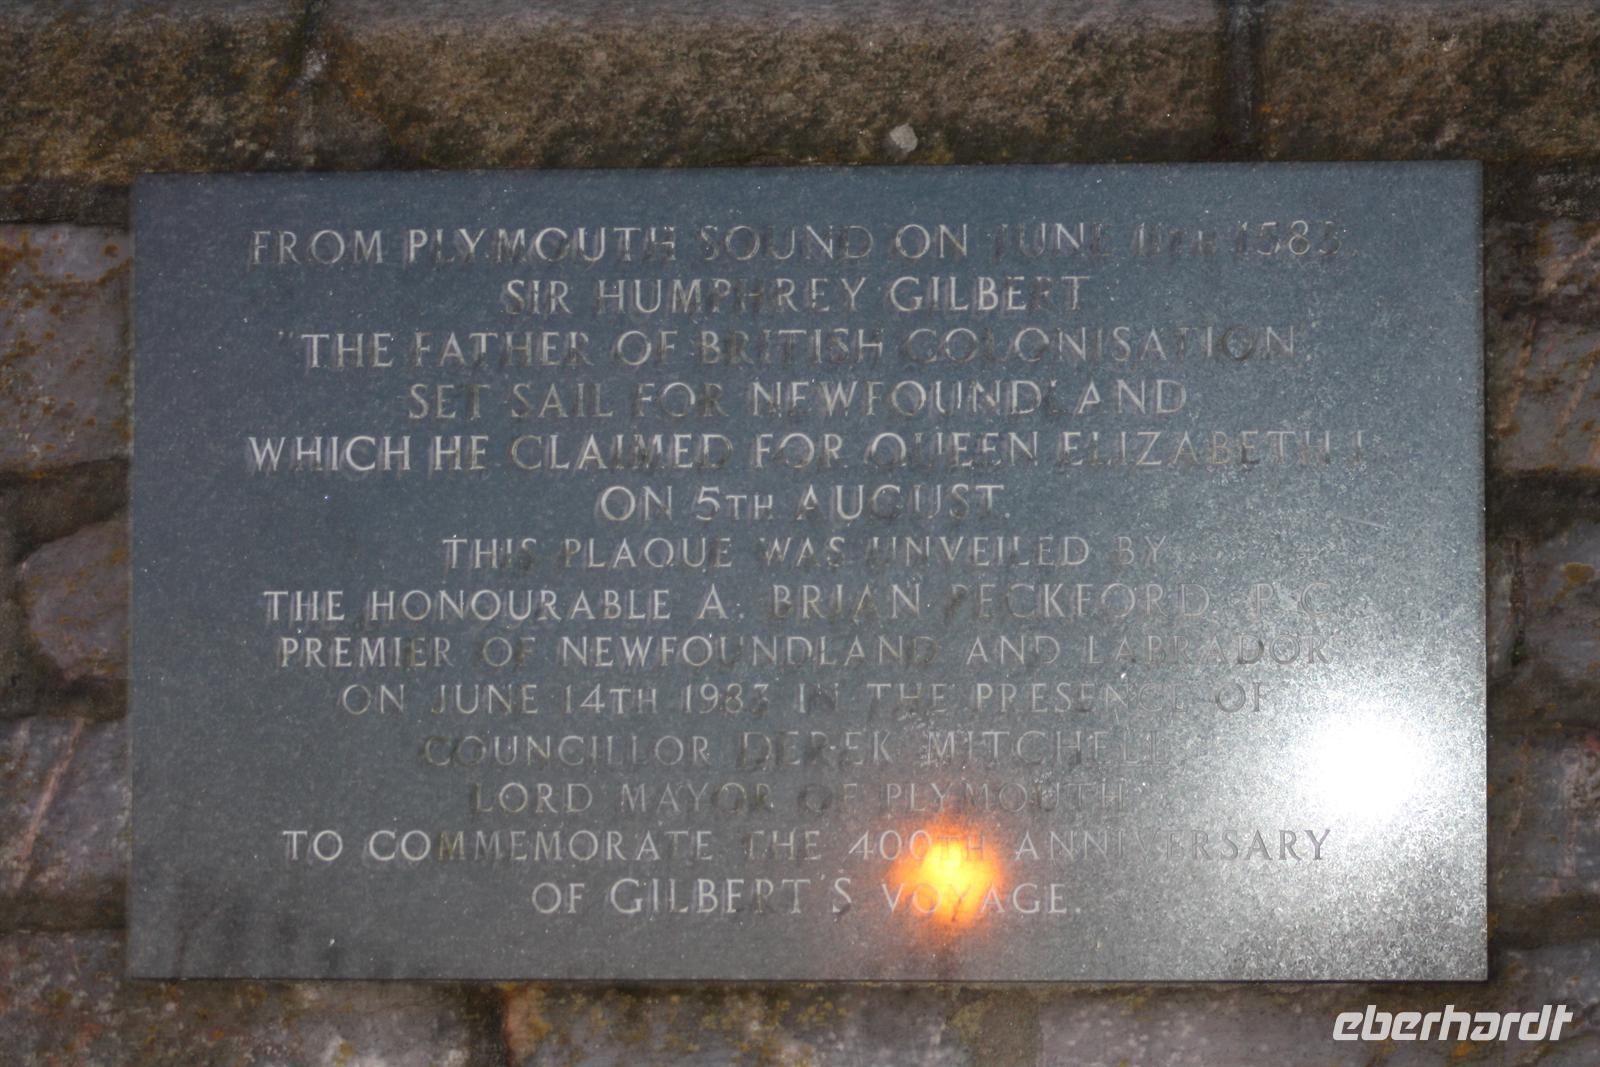 FROM PLYMOUTH SOUND ON JUNE 11TH 1583.
SIR HUMPHREY GILBERT
"THE FATHER OF BRITISH COLONISATION".
SET SAIL FOR NEWFOUNDLAND
WHICH HE CLAIMED FOR QUEEN ELIZABETH I
ON 5TH AUGUST.
THIS PLAQUE WAS UNVEILED BY
THE HONOURABLE A. BRIAN PECKFORD, P.C.
PREMIER OF NEWFOUNDLAND AND LABRADOR
ON JUNE 14TH 1983 IN THE PRESENCE OF
COUNCILLOR DEREK MITCHELL
LORD MAYOR OF PLYMOUTH
TO COMMEMORATE THE 400TH ANNIVERSARY
OF GILBERT'S VOYAGE.
eberhardt